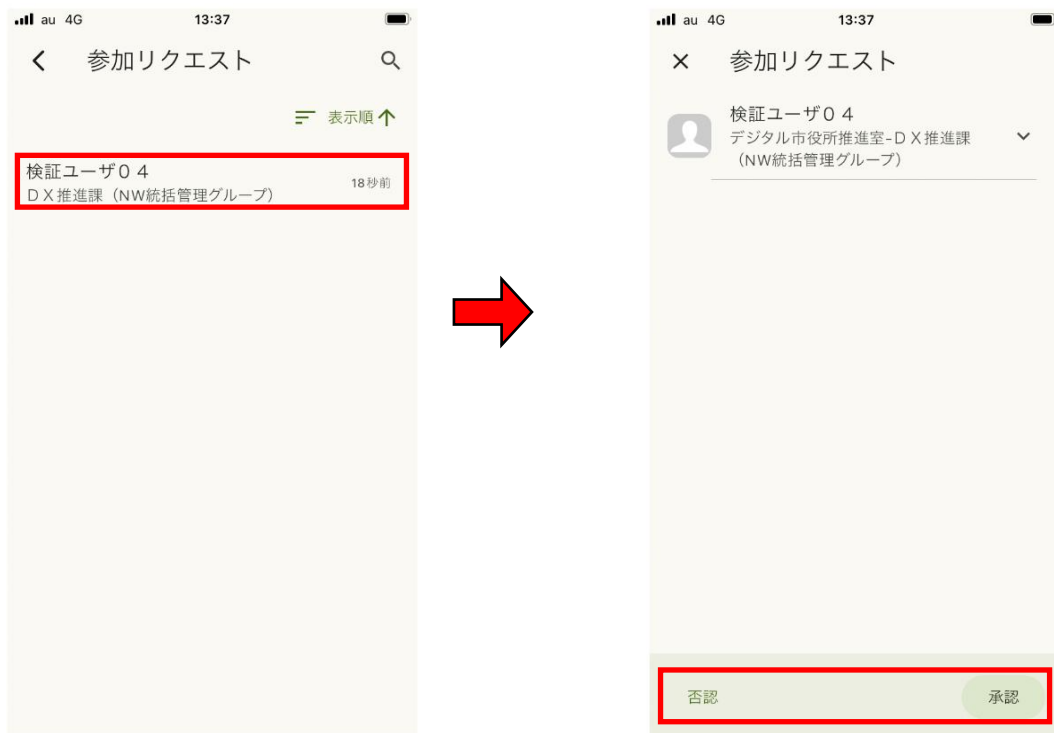 au 4G 13:37
参加リクエスト
表示順
検証ユーザ０４
ＤＸ推進課（NW統括管理グループ）
18秒前
au 4G 13:37
参加リクエスト
検証ユーザ０４
デジタル市役所推進室-ＤＸ推進課
（NW統括管理グループ）
否認 承認